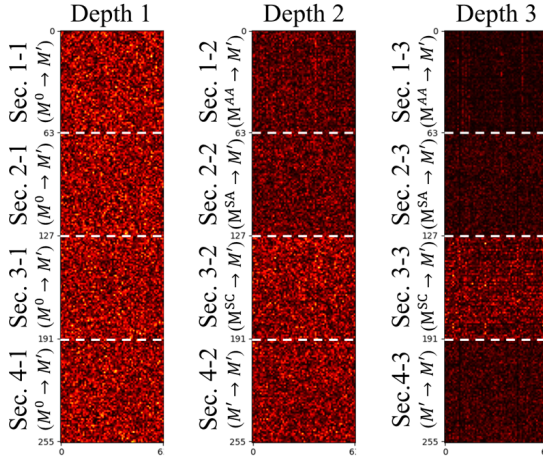 Depth 1
Depth 2
Depth 3
Sec. 1-1
(M⁰ → M′)
Sec. 2-1
(M⁰ → M′)
Sec. 3-1
(M⁰ → M′)
Sec. 4-1
(M⁰ → M′)
0
63
127
191
255
0
6
Sec. 1-2
(M^AA → M′)
Sec. 2-2
(M^SA → M′)
Sec. 3-2
(M^SC → M′)
Sec. 4-2
(M′ → M′)
0
63
127
191
255
0
6
Sec. 1-3
(M^AA → M′)
Sec. 2-3
(M^SA → M′)
Sec. 3-3
(M^SC → M′)
Sec.4-3
(M′ → M′)
0
63
127
191
255
0
6